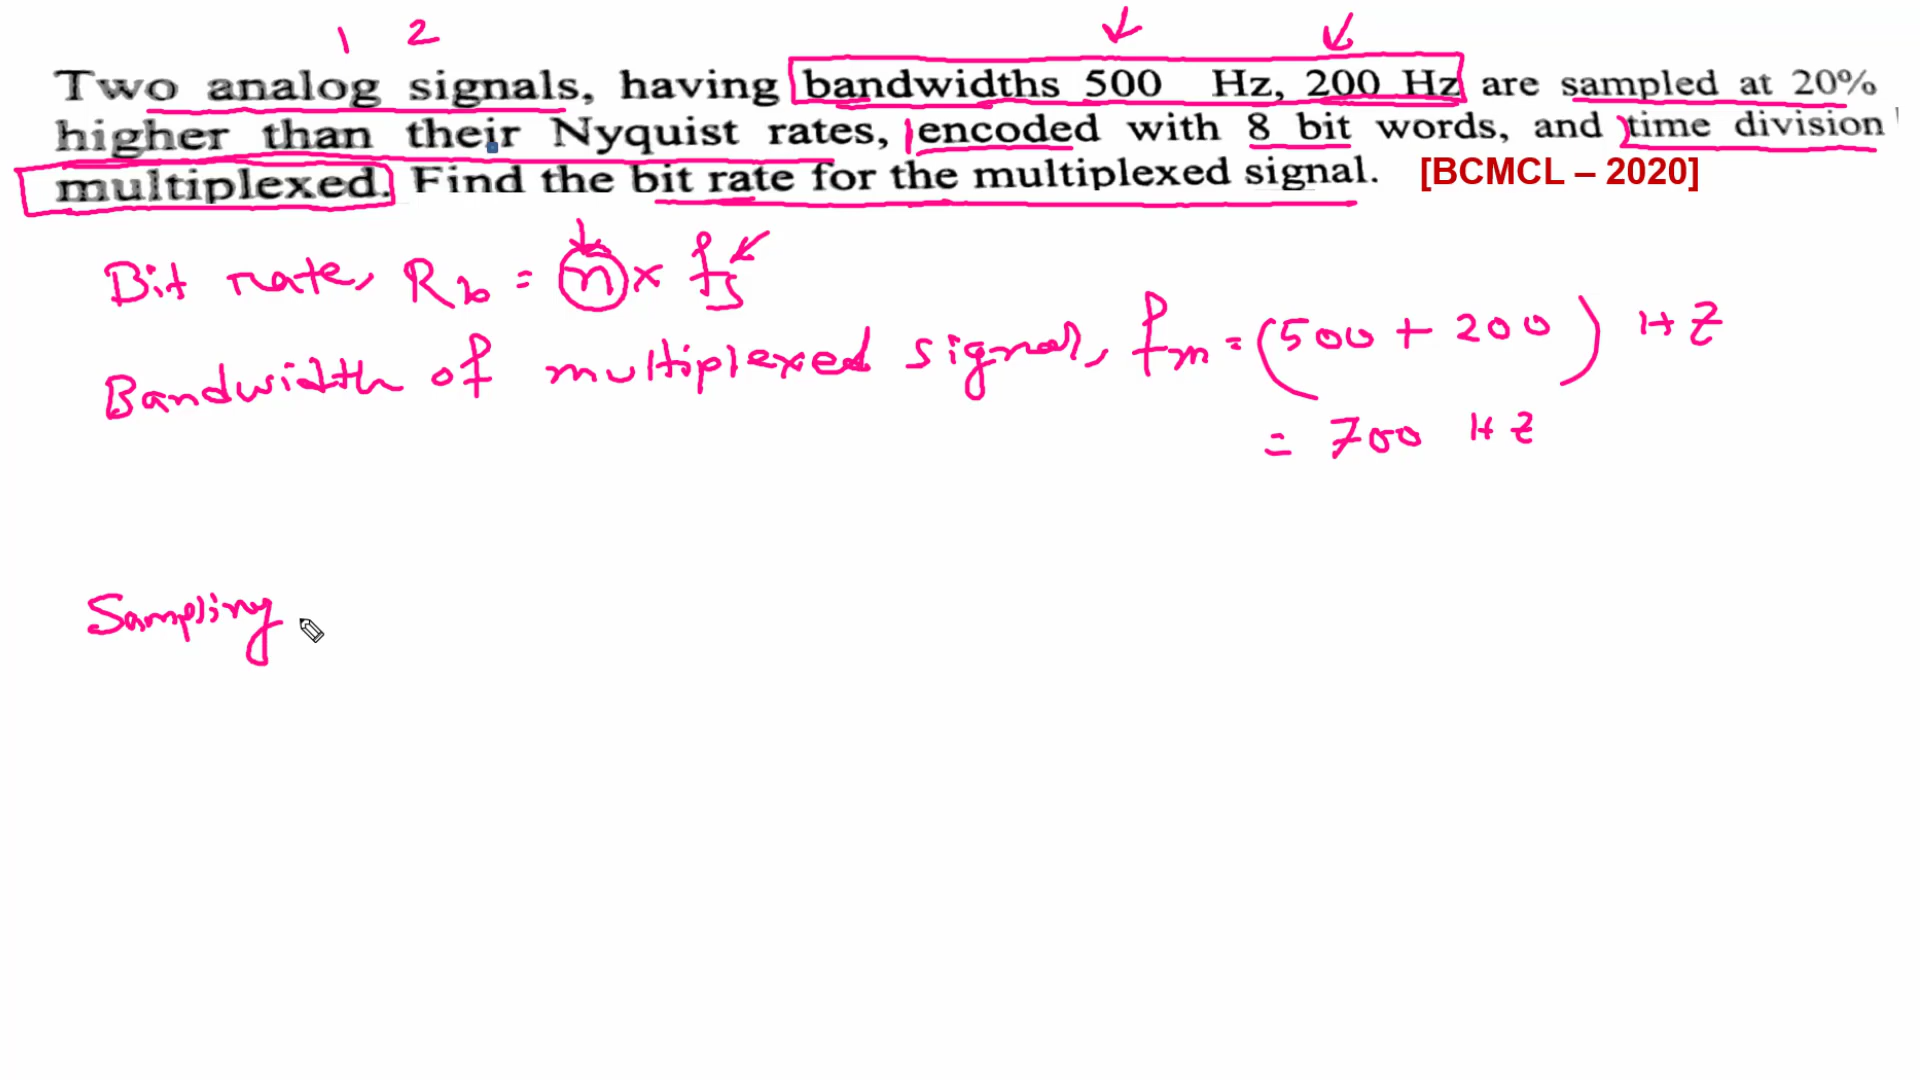 1 2
Two analog signals, having bandwidths 500 Hz, 200 Hz are sampled at 20%
higher than their Nyquist rates, encoded with 8 bit words, and time division
multiplexed. Find the bit rate for the multiplexed signal. [BCMCL – 2020]
Bit rate, Rb = n × fs
Bandwidth of multiplexed signal, fm = (500 + 200) HZ
= 700 HZ
Sampling